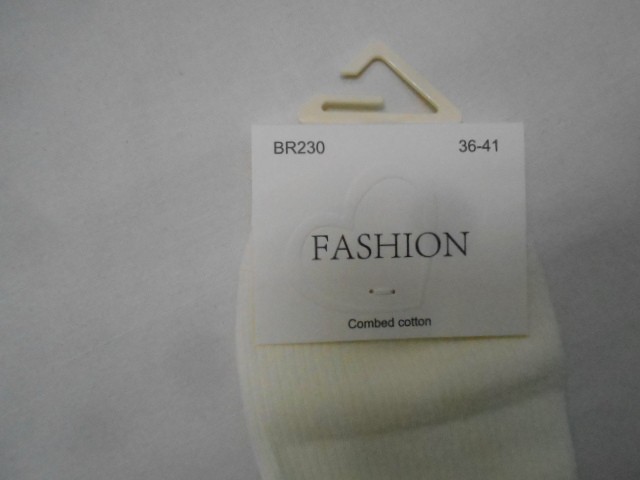 BR230 36-41
FASHION
Combed cotton